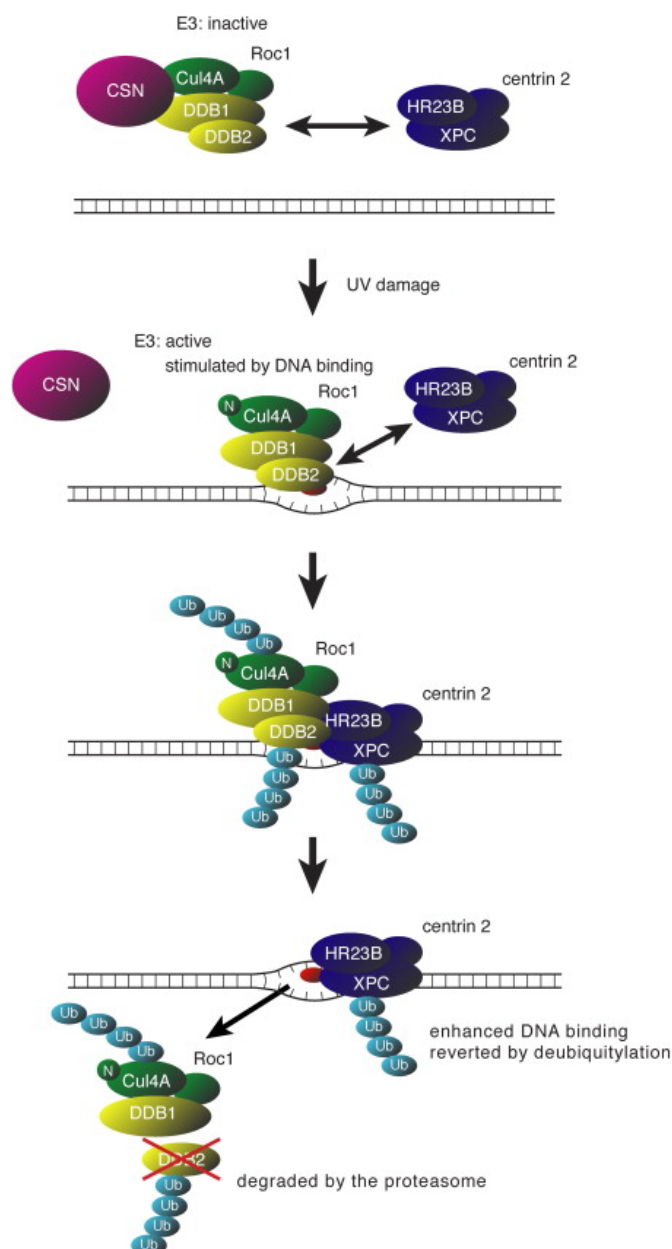 E3: inactive
Roc1
CSN
Cul4A
DDB1
DDB2
centrin 2
HR23B
XPC
UV damage
E3: active
stimulated by DNA binding
CSN
Roc1
N
Cul4A
DDB1
DDB2
centrin 2
HR23B
XPC
Ub
Ub
Ub
Ub
Roc1
N
Cul4A
DDB1
DDB2
centrin 2
HR23B
XPC
Ub
Ub
Ub
Ub
Ub
Ub
Ub
Ub
centrin 2
HR23B
XPC
Ub
Ub
Ub
Ub
enhanced DNA binding
reverted by deubiquitylation
Ub
Ub
Ub
Ub
Roc1
N
Cul4A
DDB1
DDB2
degraded by the proteasome
Ub
Ub
Ub
Ub